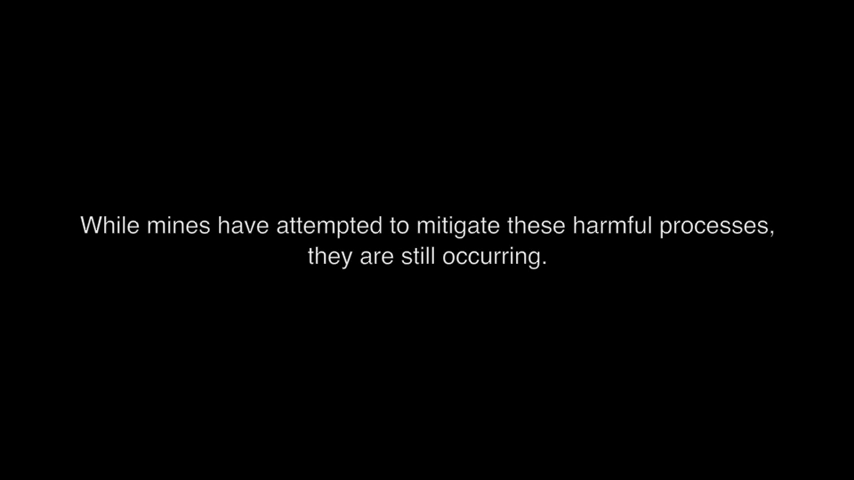 While mines have attempted to mitigate these harmful processes,
they are still occurring.